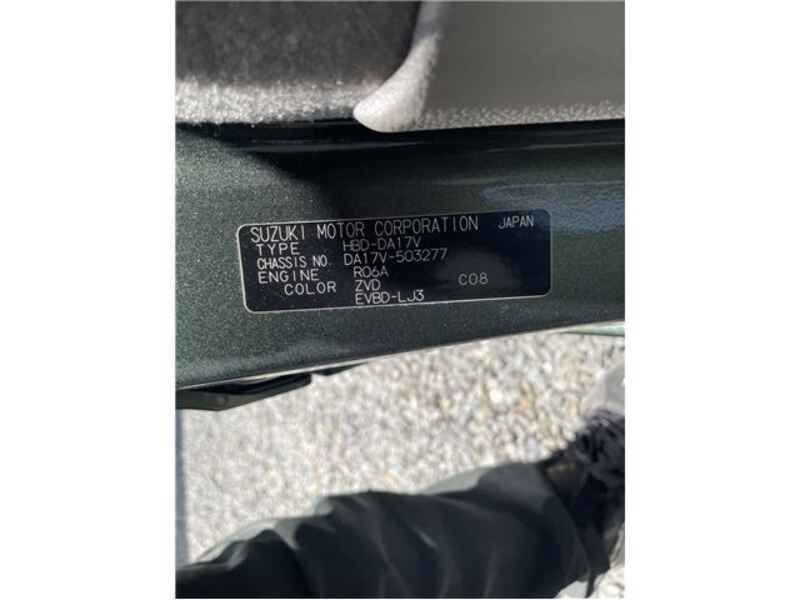 SUZUKI MOTOR CORPORATION JAPAN
TYPE HBD-DA17V
CHASSIS NO. DA17V-503277
ENGINE R06A
COLOR ZVD C08
EVBD-LJ3